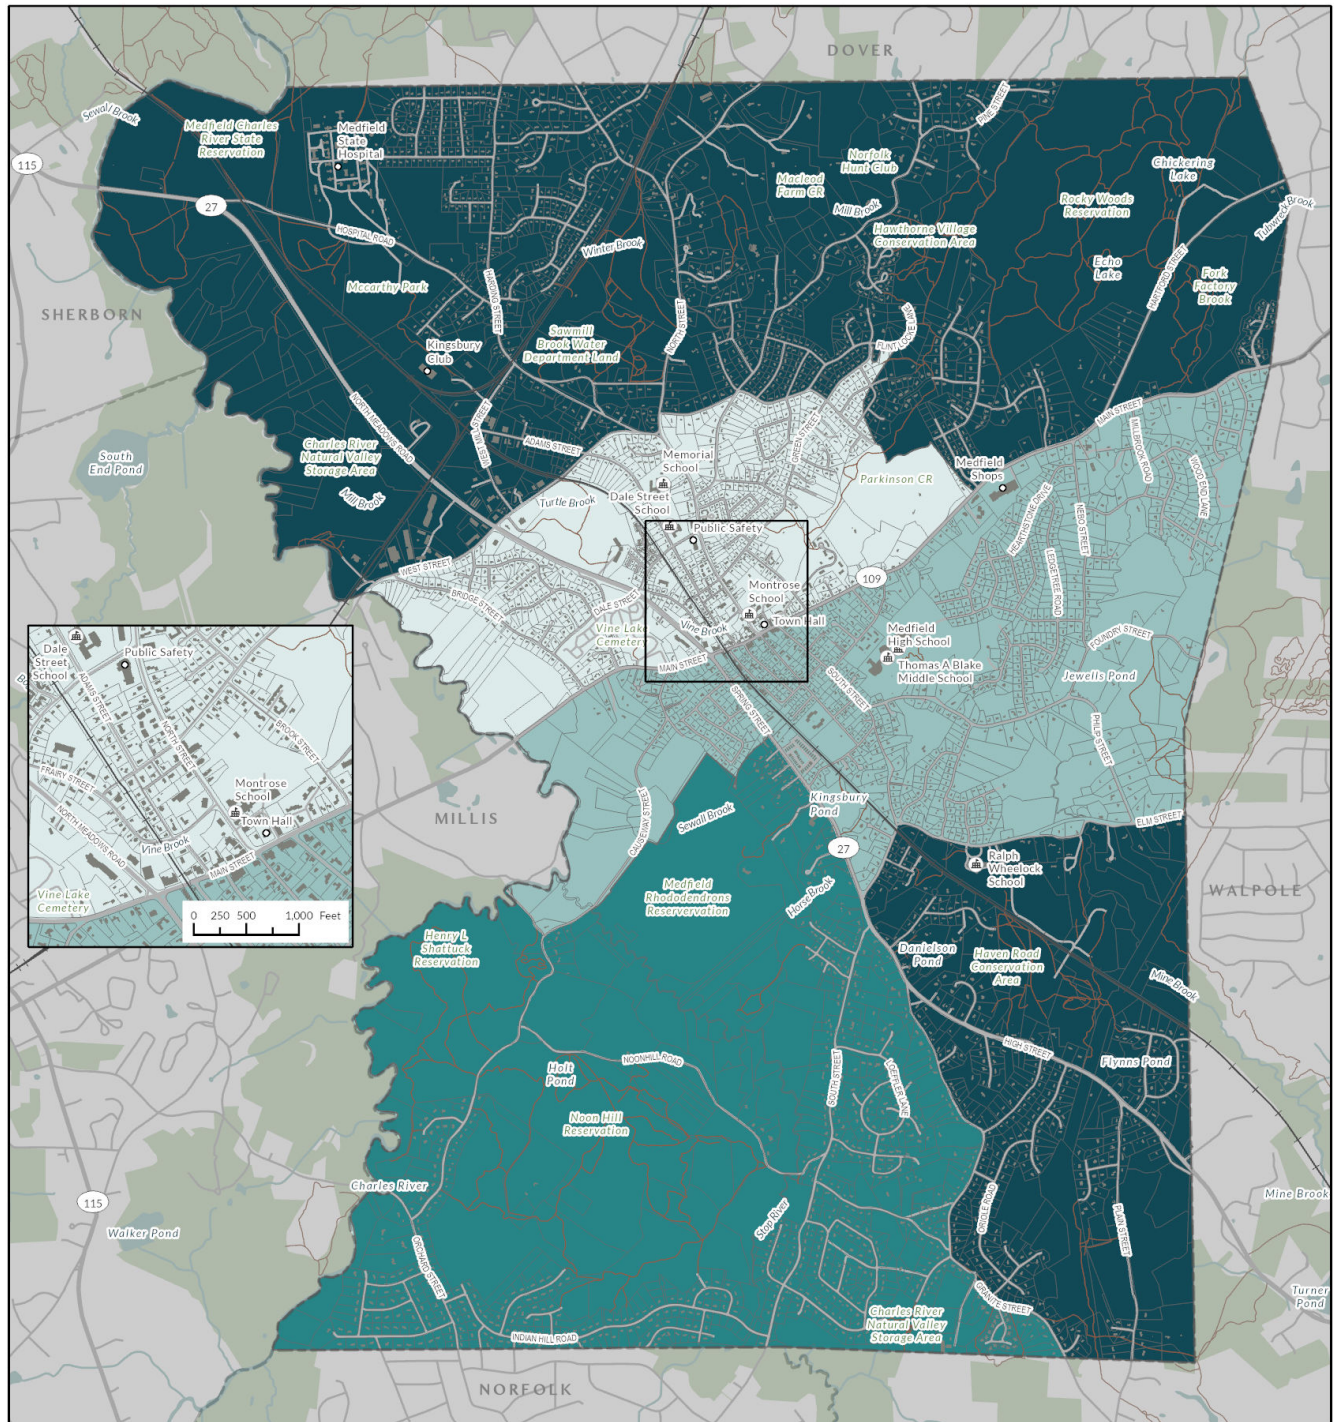 DOVER
Sewall Brook
Medfield Charles
River State
Reservation
Medfield
State
Hospital
PINE STREET
115
27
Norfolk
Hunt Club
Macleod
Farm CR
Mill Brook
Chickering
Lake
Rocky Woods
Reservation
Tubwreck Brook
HOSPITAL ROAD
Winter Brook
Hawthorne Village
Conservation Area
Echo
Lake
HARTFORD STREET
Fork
Factory
Brook
Mccarthy Park
HARDING STREET
SHERBORN
Kingsbury
Club
Sawmill
Brook Water
Department Land
NORTH STREET
FLINT LOCKE LANE
NORTH MEADOWS ROAD
WEST MILL STREET
ADAMS STREET
GREEN STREET
MAIN STREET
MILLBROOK ROAD
WOOD END LANE
South
End Pond
Charles River
Natural Valley
Storage Area
Mill Brook
Memorial
School
Dale Street
School
Turtle Brook
Public Safety
Parkinson CR
Medfield
Shops
HEARTHSTONE DRIVE
NEBO STREET
LEDGETREE ROAD
WEST STREET
BRIDGE STREET
DALE STREET
109
Montrose
School
Town Hall
Vine Brook
Vine Lake
Cemetery
MAIN STREET
Medfield
High School
Thomas A Blake
Middle School
FOUNDRY STREET
Jewells Pond
SOUTH STREET
SPRING STREET
PHILIP STREET
Dale
Street
School
Public Safety
ADAMS STREET
NORTH STREET
BROOK STREET
FRAIRY STREET
NORTH MEADOWS ROAD
Montrose
School
Town Hall
Vine Brook
MAIN STREET
Vine Lake
Cemetery
0 250 500 1,000 Feet
MILLIS
CAUSEWAY STREET
Sewall Brook
Kingsbury
Pond
ELM STREET
27
Ralph
Wheelock
School
WALPOLE
Medfield
Rhododendrons
Reservervation
Horse Brook
Henry L
Shattuck
Reservation
Danielson
Pond
Haven Road
Conservation
Area
Mine Brook
HIGH STREET
Flynns Pond
NOONHILL ROAD
Holt
Pond
SOUTH STREET
LOEFFLER LANE
Noon Hill
Reservation
Charles River
115
Walker Pond
Stop River
ORIOLE ROAD
PLAIN STREET
Mine Brook
ORCHARD STREET
GRANITE STREET
Turner
Pond
Charles River
Natural Valley
Storage Area
INDIAN HILL ROAD
NORFOLK